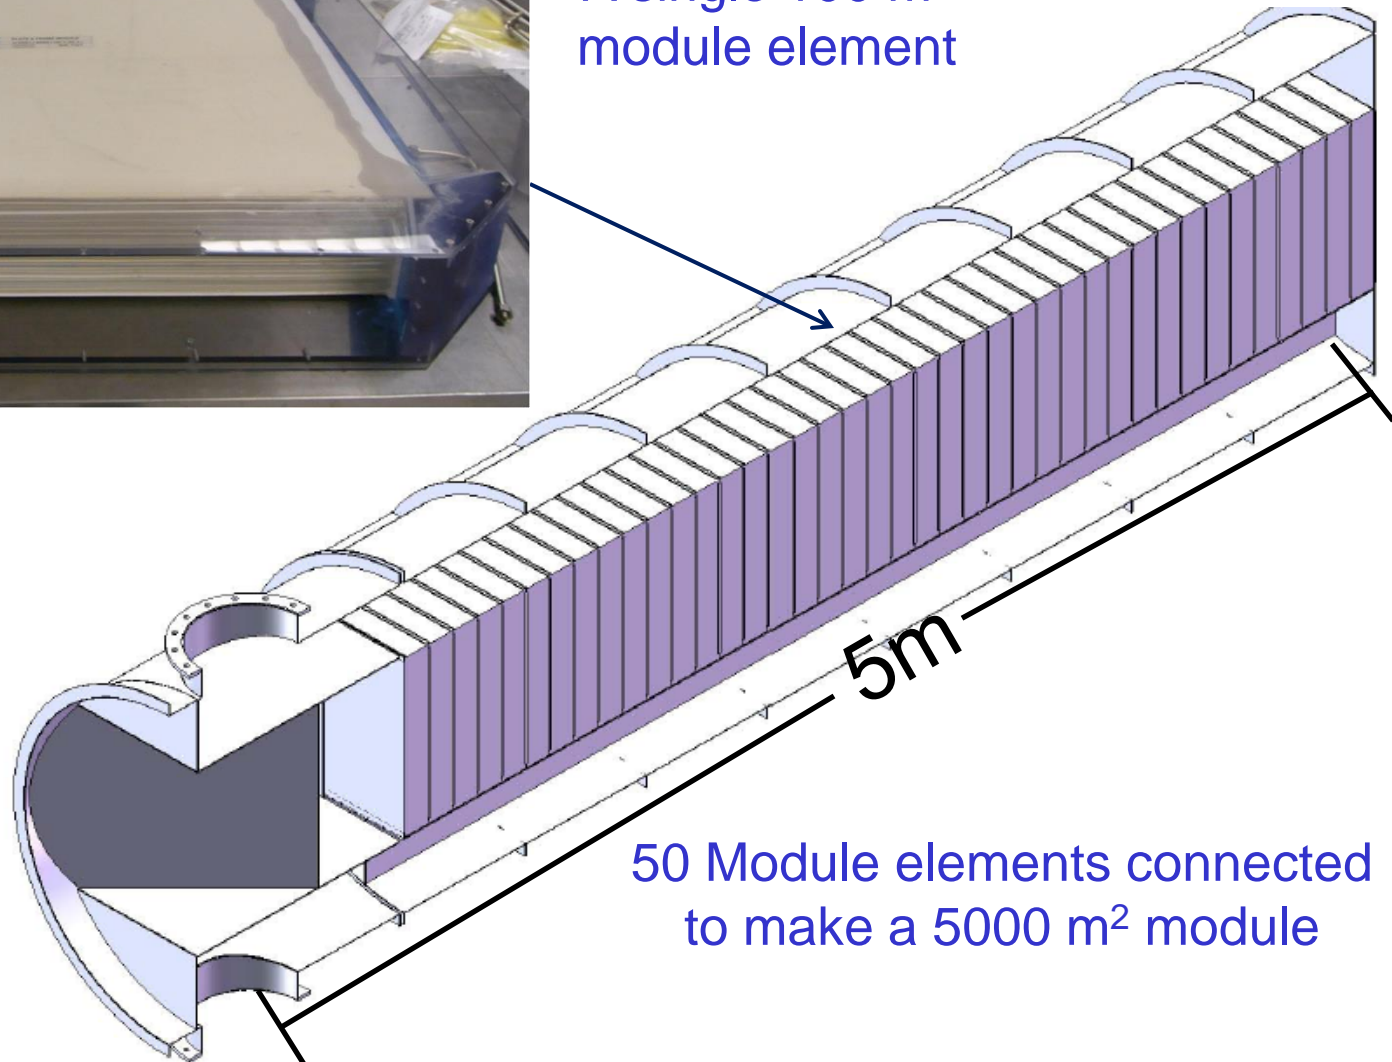 module element
5m
50 Module elements connected
to make a 5000 m² module